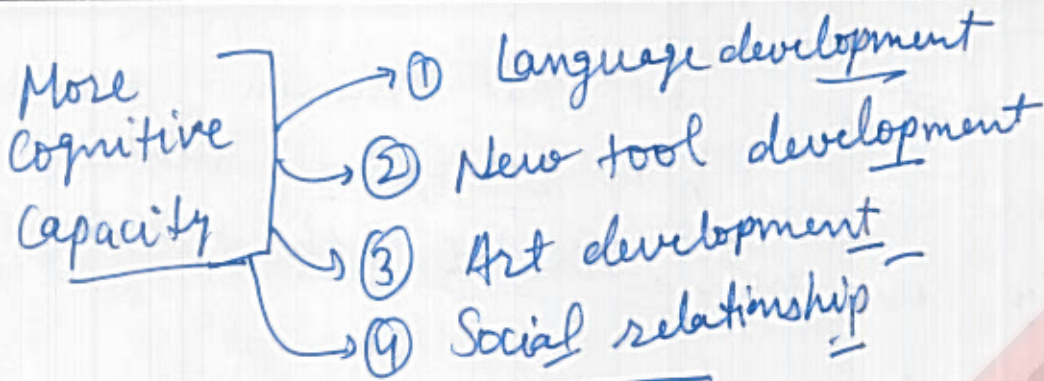 More
Cognitive
Capacity
① Language development
② New tool development
③ Art development
④ Social relationship